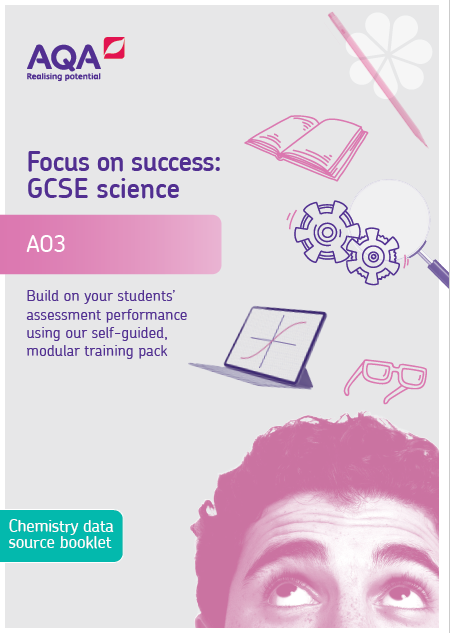 AQA
Realising potential
Focus on success:
GCSE science
AO3
Build on your students’
assessment performance
using our self-guided,
modular training pack
Chemistry data
source booklet